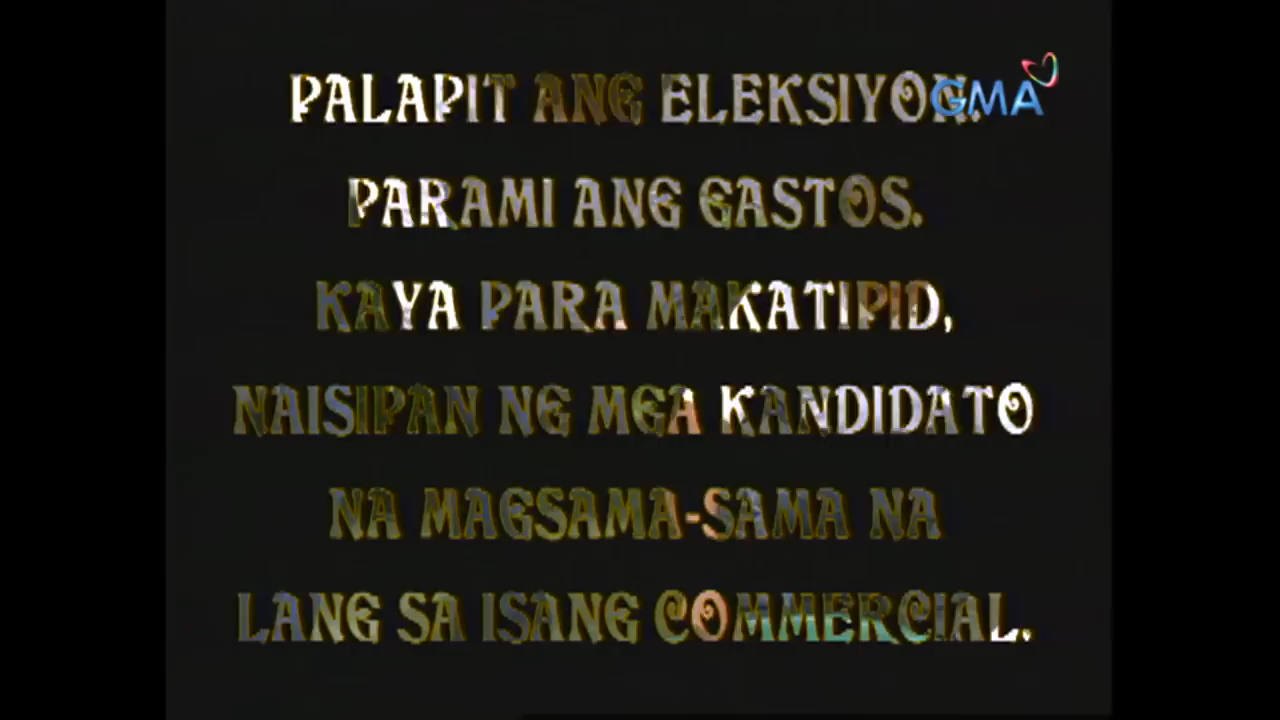 PALAPIT ANG ELEKSIYON.
GMA
PARAMI ANG GASTOS.
KAYA PARA MAKATIPID,
NAISIPAN NG MGA KANDIDATO
NA MAGSAMA-SAMA NA
LANG SA ISANG COMMERCIAL.